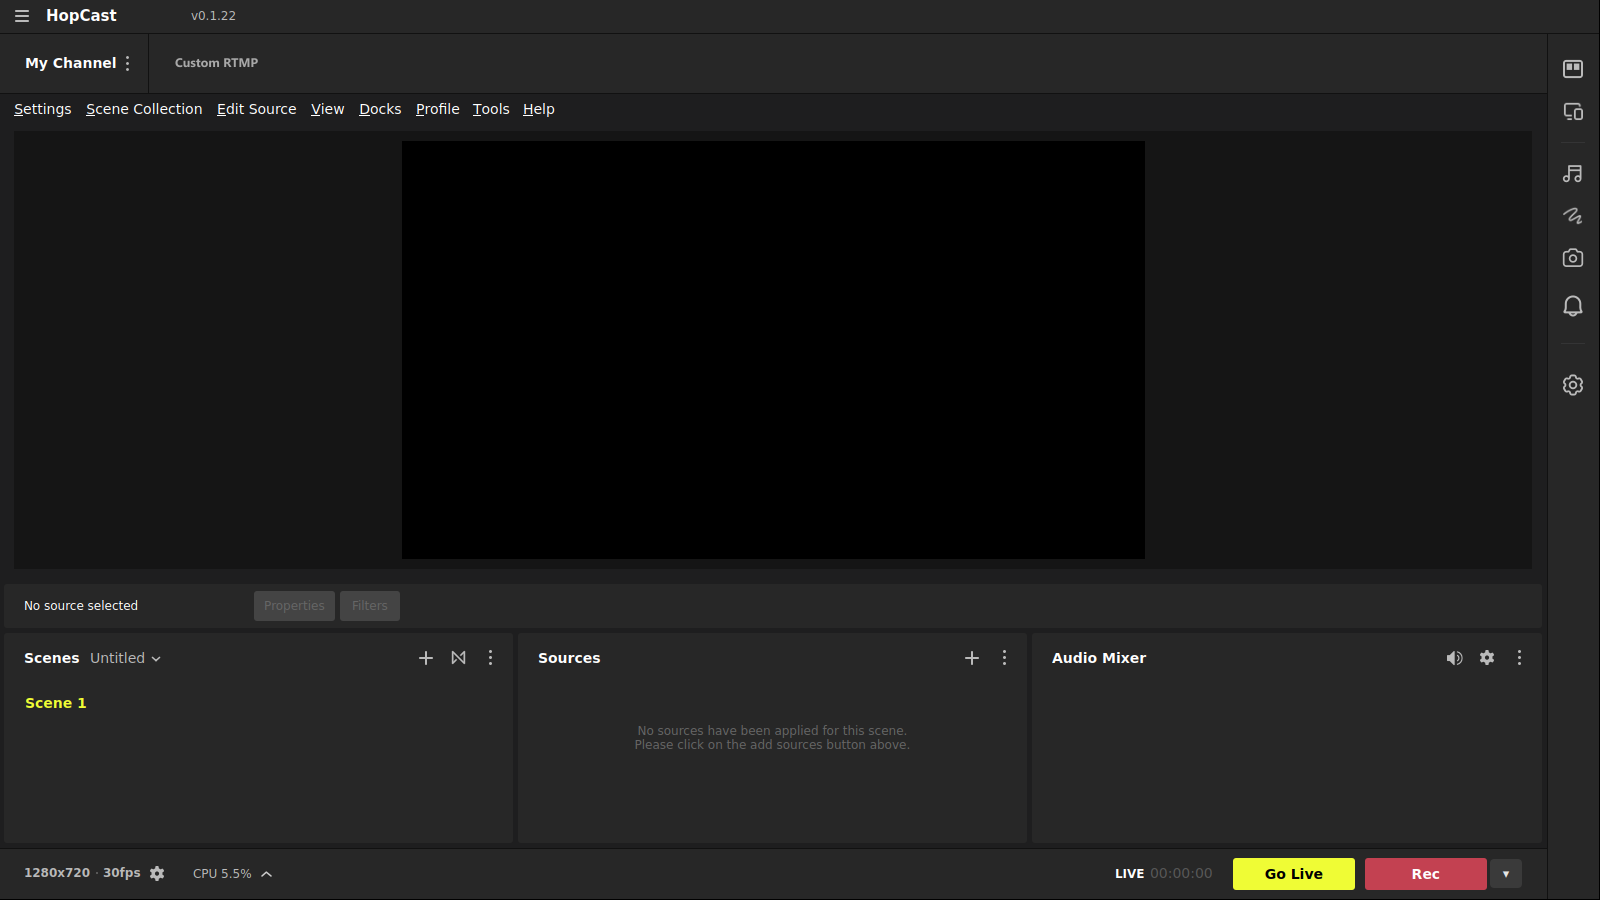 HopCast v0.1.22
My Channel Custom RTMP
Settings Scene Collection Edit Source View Docks Profile Tools Help
No source selected Properties Filters
Scenes Untitled
Scene 1
Sources
No sources have been applied for this scene.
Please click on the add sources button above.
Audio Mixer
1280x720 · 30fps CPU 5.5% LIVE 00:00:00 Go Live Rec